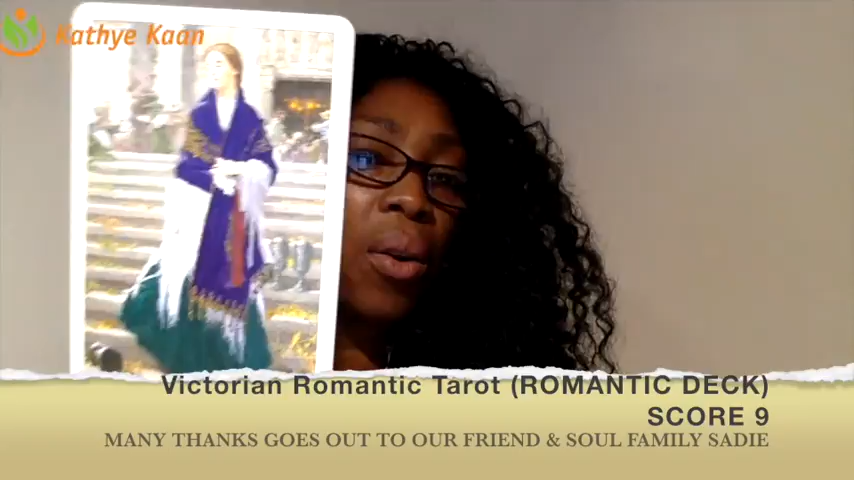 Kathye Kaan
Victorian Romantic Tarot (ROMANTIC DECK)
SCORE 9
MANY THANKS GOES OUT TO OUR FRIEND & SOUL FAMILY SADIE